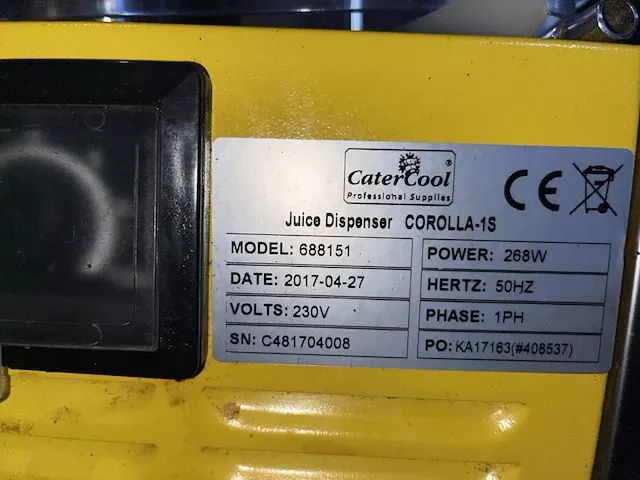 CaterCool ®
Professional Supplies
CE
Juice Dispenser COROLLA-1S
MODEL: 688151
POWER: 268W
DATE: 2017-04-27
HERTZ: 50HZ
VOLTS: 230V
PHASE: 1PH
SN: C481704008
PO: KA17163(#408537)